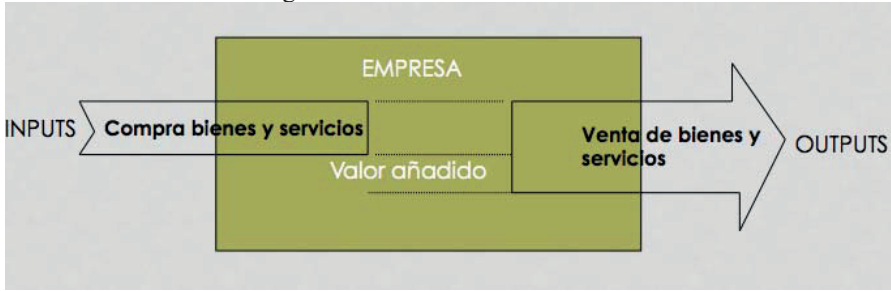 EMPRESA
INPUTS
Compra bienes y servicios
Valor añadido
Venta de bienes y
servicios
OUTPUTS